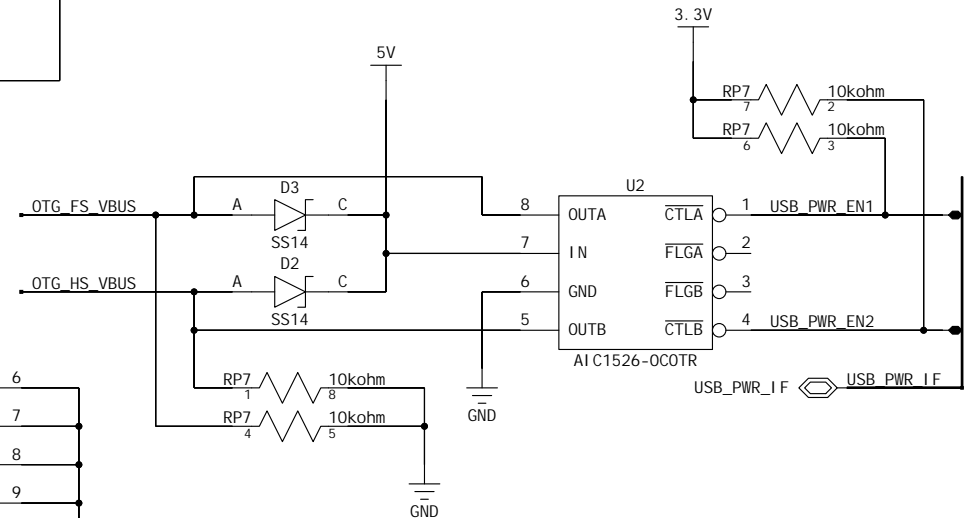 3.3V
5V
RP7 10kohm
7 2
RP7 10kohm
6 3
D3
U2
OTG_FS_VBUS A C 8 OUTA CTLA 1 USB_PWR_EN1
SS14
7 IN FLGA 2
D2
OTG_HS_VBUS A C 6 GND FLGB 3
SS14
5 OUTB CTLB 4 USB_PWR_EN2
AIC1526-0COTR
6 RP7 10kohm
1 8
USB_PWR_IF USB_PWR_IF
GND
7 RP7 10kohm
4 5
8
9
GND